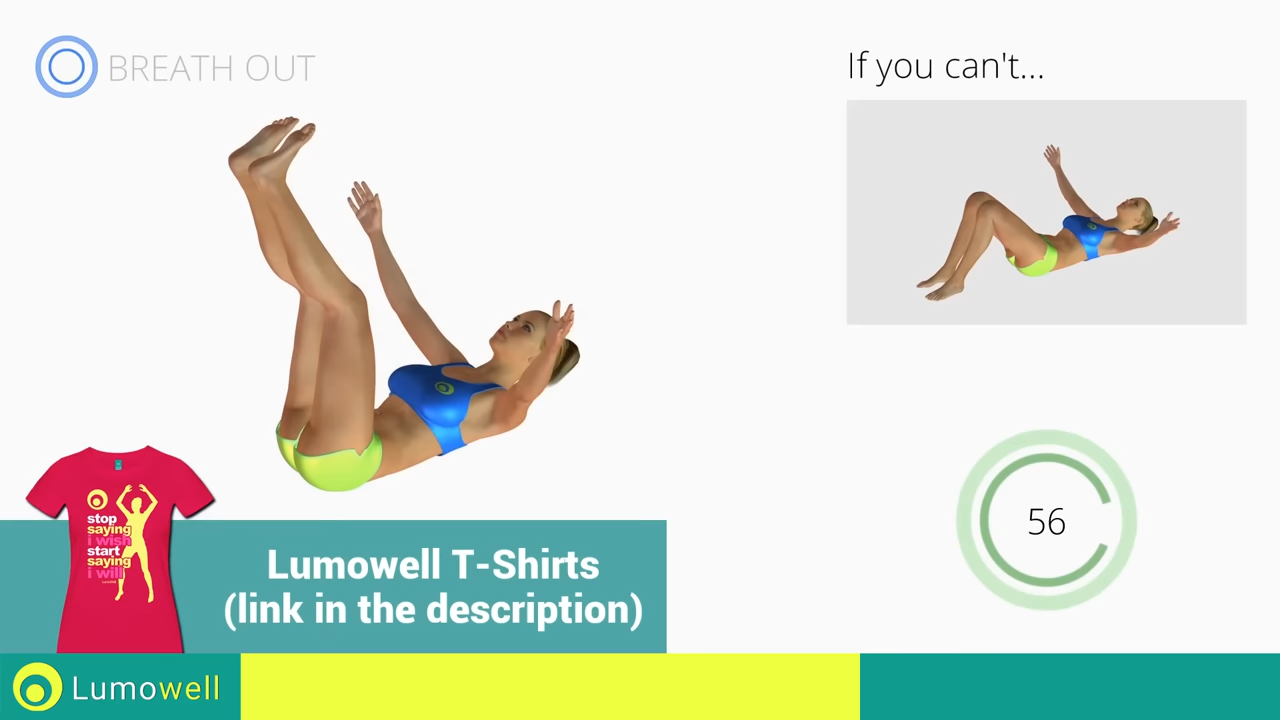 BREATH OUT
If you can't...
56
stop
saying
i wish
start
saying
i will
Lumowell T-Shirts
(link in the description)
Lumowell